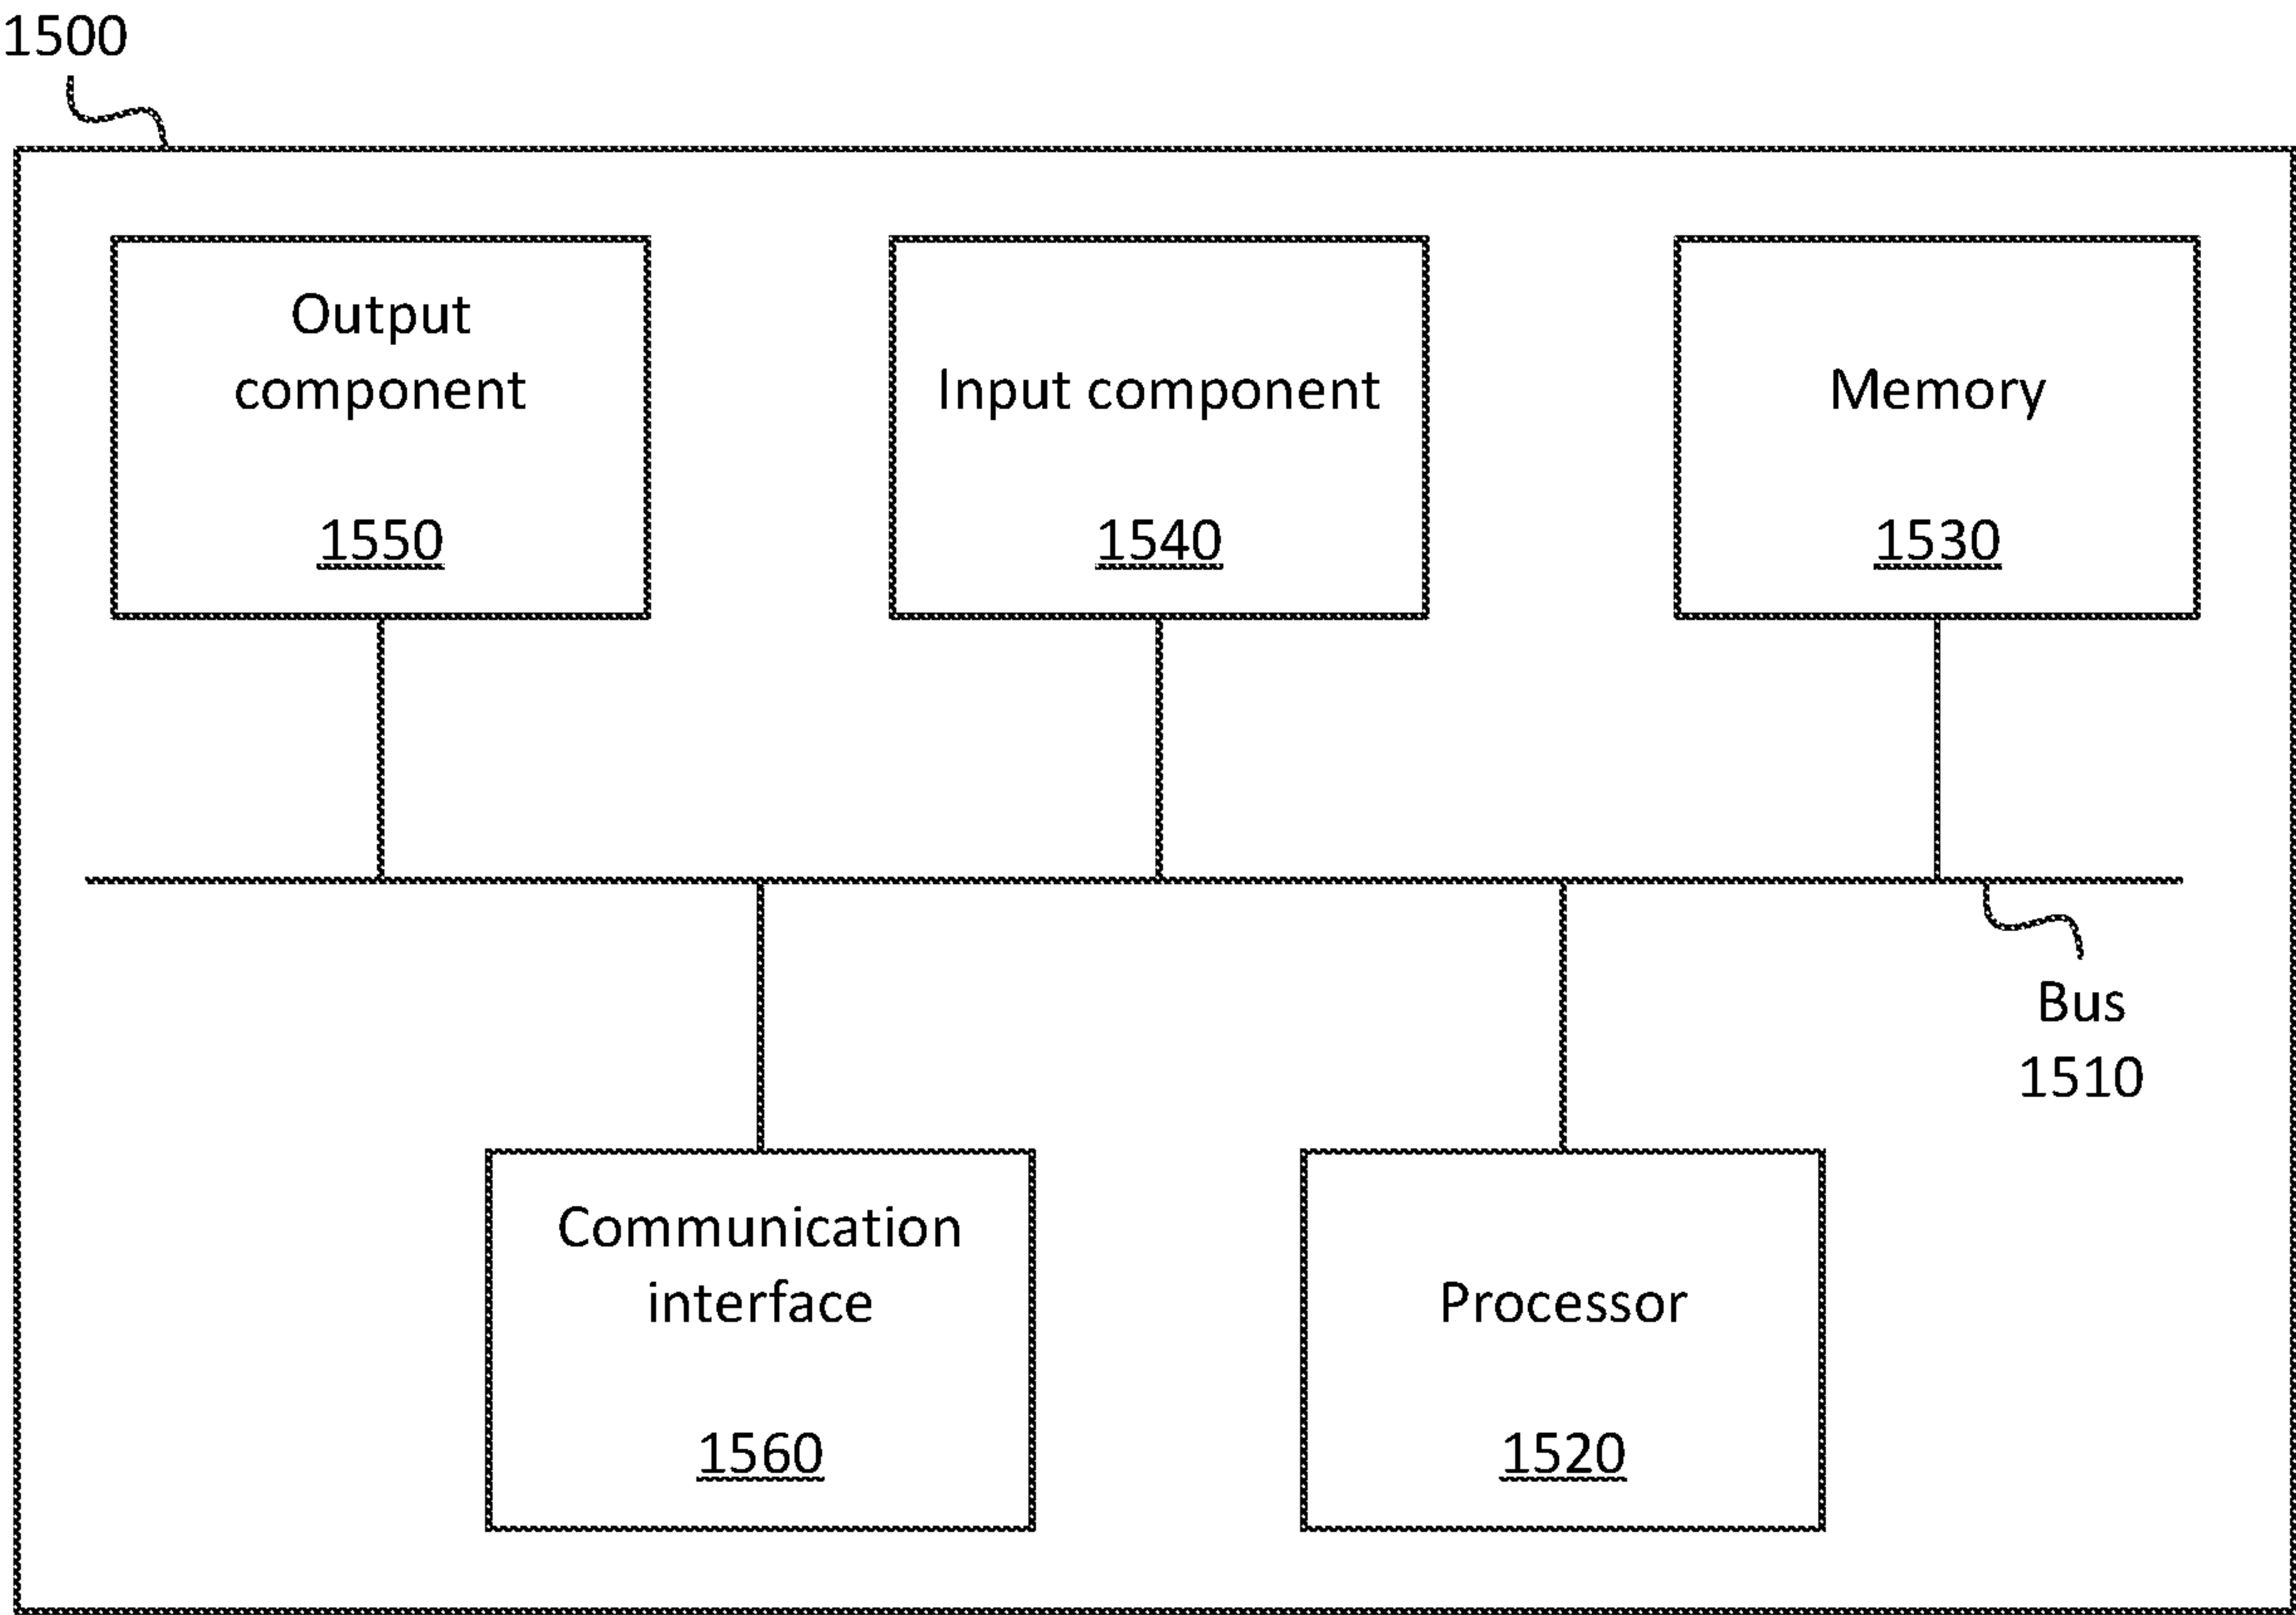 1500
Output
component
1550
Input component
1540
Memory
1530
Bus
1510
Communication
interface
1560
Processor
1520